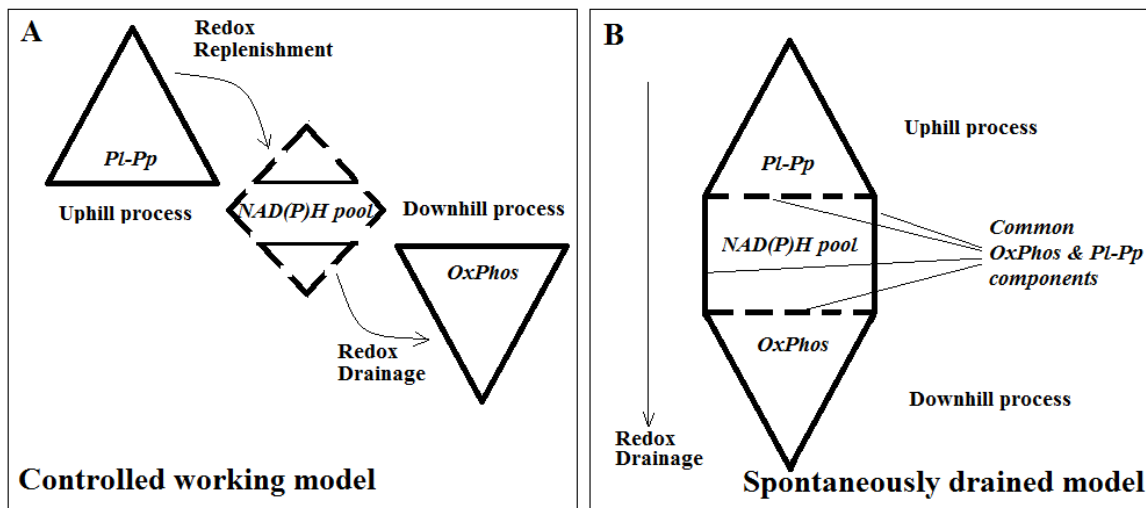 A
Redox
Replenishment
Pl-Pp
Uphill process
NAD(P)H pool
Downhill process
OxPhos
Redox
Drainage
Controlled working model
B
Uphill process
Pl-Pp
NAD(P)H pool
Common
OxPhos & Pl-Pp
components
OxPhos
Downhill process
Redox
Drainage
Spontaneously drained model